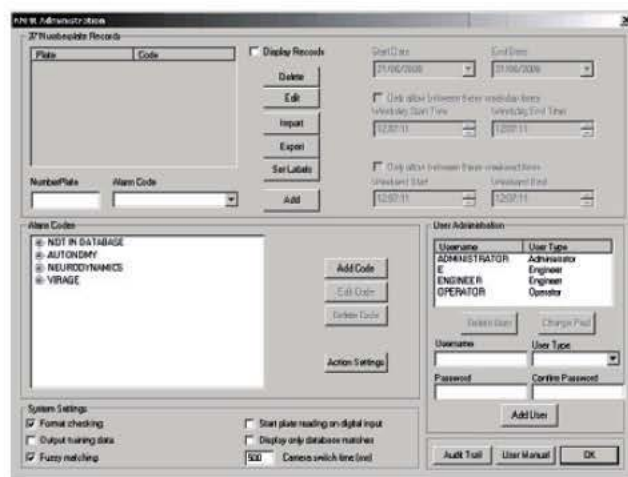 ANPR Administration
37 Numberplate Records
Plate Code
Display Records
Delete
Edit
Import
Export
Set Labels
Add
NumberPlate Alarm Code
Start Date End Date
21/06/2008 21/06/2008
Only allow between these weekday times
Weekday Start Time Weekday End Time
12:07:11 12:07:11
Only allow between these weekend times
Weekend Start Weekend End
12:07:11 12:07:11
Alarm Codes
NOT IN DATABASE
AUTONOMY
NEURODYNAMICS
VIRAGE
Add Code
Edit Code
Delete Code
Action Settings
User Administration
Username User Type
ADMINISTRATOR Administrator
E Engineer
ENGINEER Engineer
OPERATOR Operator
Delete User Change Pwd
Username User Type
Password Confirm Password
Add User
System Settings
Format checking
Output training data
Fuzzy matching
Start plate reading on digital input
Display only database matches
500 Camera switch time (ms)
Audit Trail User Manual OK